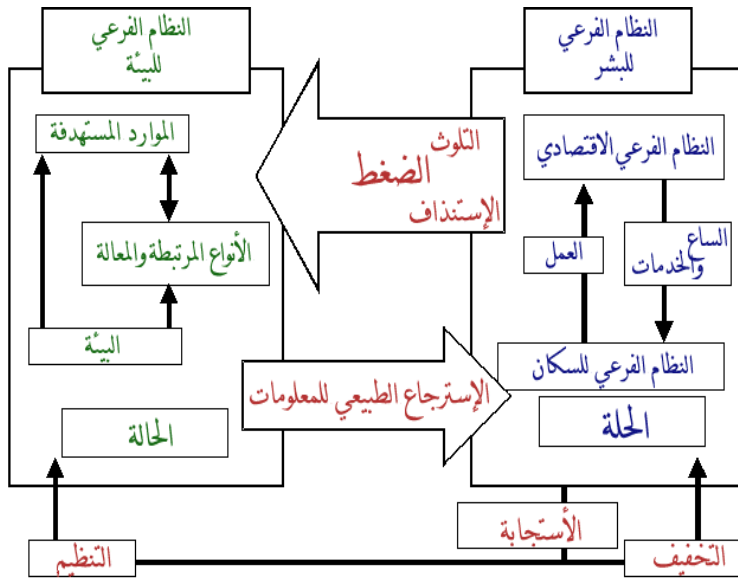 النظام الفرعي
للبشر
النظام الفرعي الاقتصادي
الساع
والخدمات
العمل
النظام الفرعي للسكان
الحلة
التلوث
الضغط
الإستنذاف
الإسترجاع الطبيعي للمعلومات
النظام الفرعي
للبيئة
الموارد المستهدفة
الأنواع المرتبطة والمعالة
البيئة
الحالة
الأستجابة
التخفيف
التنظيم